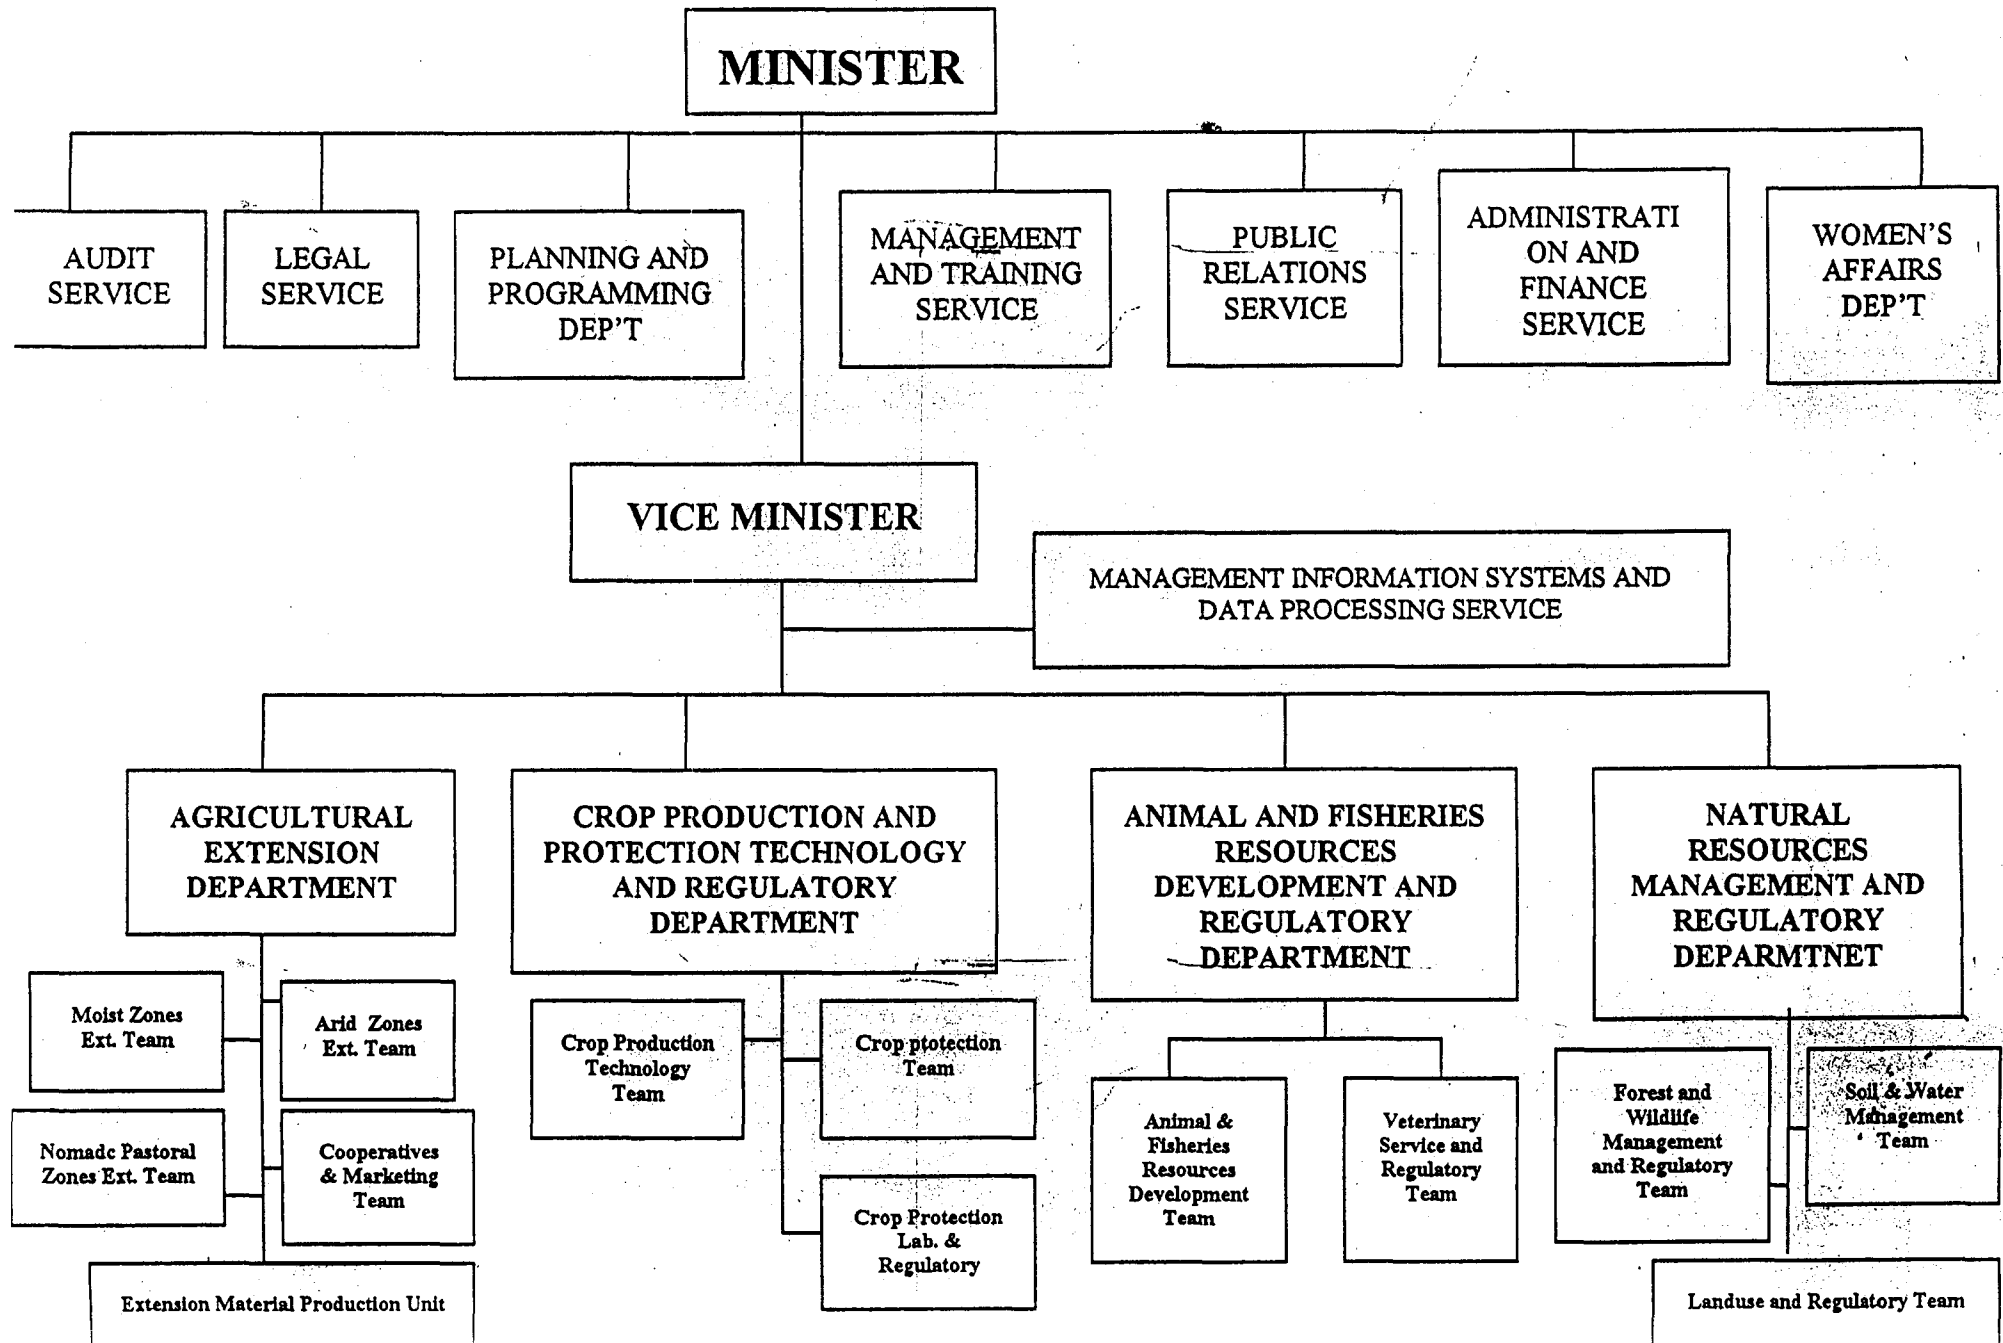 MINISTER
AUDIT
SERVICE
LEGAL
SERVICE
PLANNING AND
PROGRAMMING
DEP'T
MANAGEMENT
AND TRAINING
SERVICE
PUBLIC
RELATIONS
SERVICE
ADMINISTRATI
ON AND
FINANCE
SERVICE
WOMEN'S
AFFAIRS
DEP'T
VICE MINISTER
MANAGEMENT INFORMATION SYSTEMS AND
DATA PROCESSING SERVICE
AGRICULTURAL
EXTENSION
DEPARTMENT
CROP PRODUCTION AND
PROTECTION TECHNOLOGY
AND REGULATORY
DEPARTMENT
ANIMAL AND FISHERIES
RESOURCES
DEVELOPMENT AND
REGULATORY
DEPARTMENT
NATURAL
RESOURCES
MANAGEMENT AND
REGULATORY
DEPARMTNET
Moist Zones
Ext. Team
Arid Zones
Ext. Team
Nomadc Pastoral
Zones Ext. Team
Cooperatives
& Marketing
Team
Extension Material Production Unit
Crop Production
Technology
Team
Crop ptotection
Team
Crop Protection
Lab. &
Regulatory
Animal &
Fisheries
Resources
Development
Team
Veterinary
Service and
Regulatory
Team
Forest and
Wildlife
Management
and Regulatory
Team
Soil & Water
Management
Team
Landuse and Regulatory Team